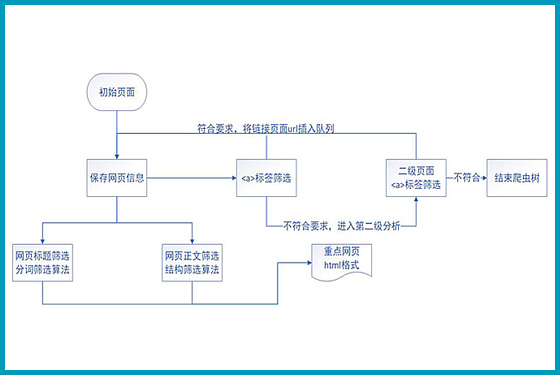 初始页面
符合要求，将链接页面url插入队列
保存网页信息
<a>标签筛选
二级页面
<a>标签筛选
不符合
结束爬虫树
不符合要求，进入第二级分析
网页标题筛选
分词筛选算法
网页正文筛选
结构筛选算法
重点网页
html格式